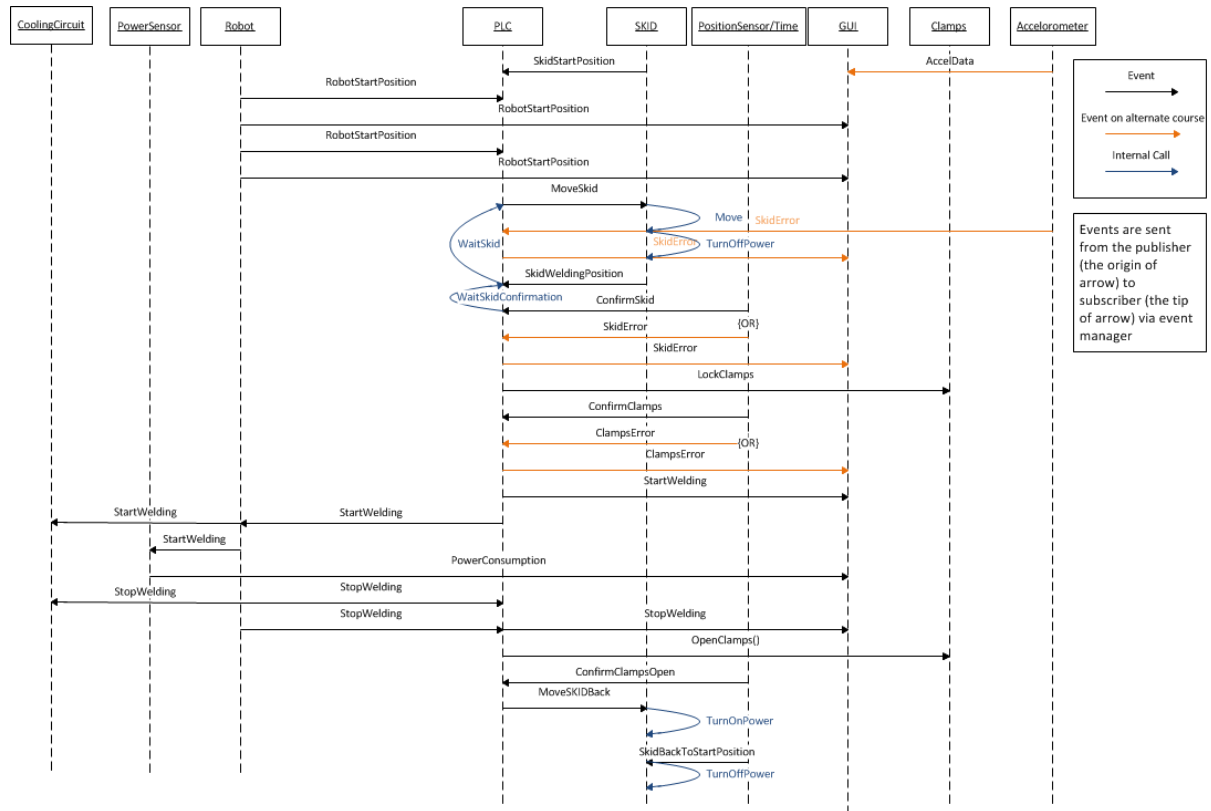 CoolingCircuit
PowerSensor
Robot
PLC
SKID
PositionSensor/Time
GUI
Clamps
Accelorometer
SkidStartPosition
AccelData
RobotStartPosition
RobotStartPosition
RobotStartPosition
RobotStartPosition
MoveSkid
Move
SkidError
WaitSkid
SkidError
TurnOffPower
SkidWeldingPosition
WaitSkidConfirmation
ConfirmSkid
SkidError
{OR}
SkidError
LockClamps
ConfirmClamps
ClampsError
{OR}
ClampsError
StartWelding
StartWelding
StartWelding
StartWelding
PowerConsumption
StopWelding
StopWelding
StopWelding
StopWelding
OpenClamps()
ConfirmClampsOpen
MoveSKIDBack
TurnOnPower
SkidBackToStartPosition
TurnOffPower
Event
Event on alternate course
Internal Call
Events are sent
from the publisher
(the origin of
arrow) to
subscriber (the tip
of arrow) via event
manager